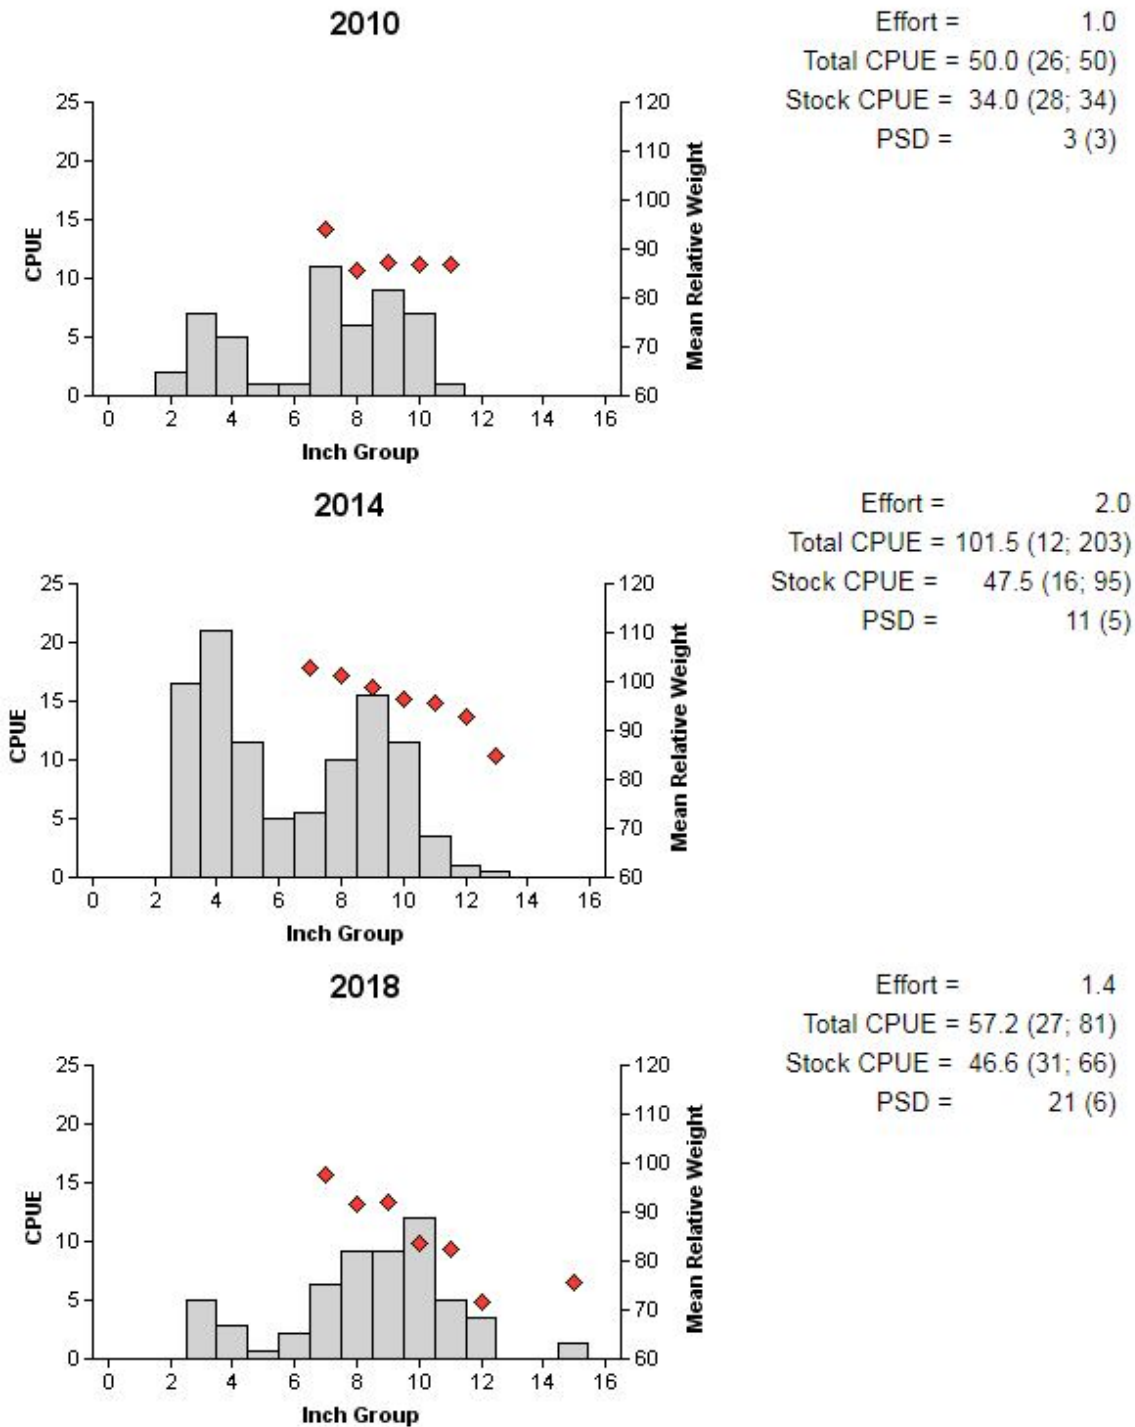 2010
Effort = 1.0
Total CPUE = 50.0 (26; 50)
Stock CPUE = 34.0 (28; 34)
PSD = 3 (3)
25
20
15
10
5
0
CPUE
120
110
100
90
80
70
60
Mean Relative Weight
0 2 4 6 8 10 12 14 16
Inch Group
2014
Effort = 2.0
Total CPUE = 101.5 (12; 203)
Stock CPUE = 47.5 (16; 95)
PSD = 11 (5)
25
20
15
10
5
0
CPUE
120
110
100
90
80
70
60
Mean Relative Weight
0 2 4 6 8 10 12 14 16
Inch Group
2018
Effort = 1.4
Total CPUE = 57.2 (27; 81)
Stock CPUE = 46.6 (31; 66)
PSD = 21 (6)
25
20
15
10
5
0
CPUE
120
110
100
90
80
70
60
Mean Relative Weight
0 2 4 6 8 10 12 14 16
Inch Group